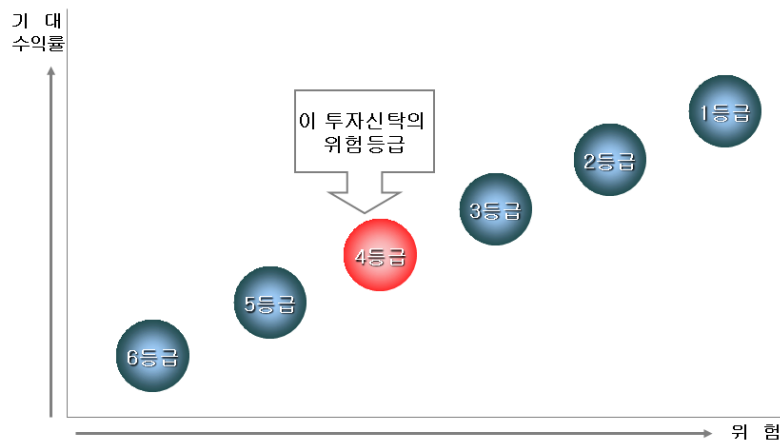 기 대
수익률
이 투자신탁의
위험등급
1등급
2등급
3등급
4등급
5등급
6등급
위 험